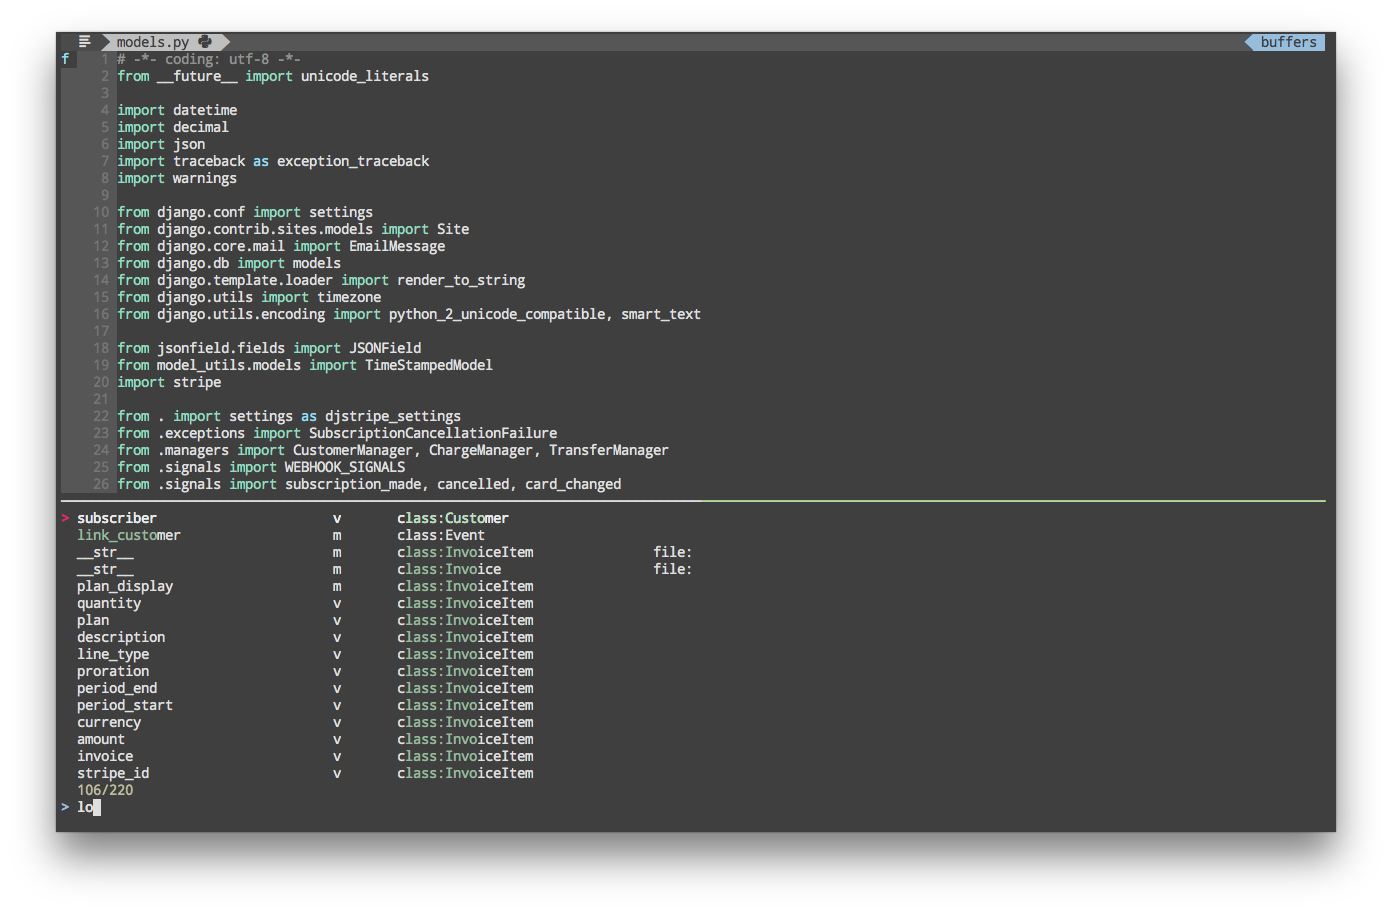 models.py buffers
f 1 # -*- coding: utf-8 -*-
2 from __future__ import unicode_literals
3
4 import datetime
5 import decimal
6 import json
7 import traceback as exception_traceback
8 import warnings
9
10 from django.conf import settings
11 from django.contrib.sites.models import Site
12 from django.core.mail import EmailMessage
13 from django.db import models
14 from django.template.loader import render_to_string
15 from django.utils import timezone
16 from django.utils.encoding import python_2_unicode_compatible, smart_text
17
18 from jsonfield.fields import JSONField
19 from model_utils.models import TimeStampedModel
20 import stripe
21
22 from . import settings as djstripe_settings
23 from .exceptions import SubscriptionCancellationFailure
24 from .managers import CustomerManager, ChargeManager, TransferManager
25 from .signals import WEBHOOK_SIGNALS
26 from .signals import subscription_made, cancelled, card_changed
> subscriber v class:Customer
link_customer m class:Event
__str__ m class:InvoiceItem file:
__str__ m class:Invoice file:
plan_display m class:InvoiceItem
quantity v class:InvoiceItem
plan v class:InvoiceItem
description v class:InvoiceItem
line_type v class:InvoiceItem
proration v class:InvoiceItem
period_end v class:InvoiceItem
period_start v class:InvoiceItem
currency v class:InvoiceItem
amount v class:InvoiceItem
invoice v class:InvoiceItem
stripe_id v class:InvoiceItem
106/220
> lo